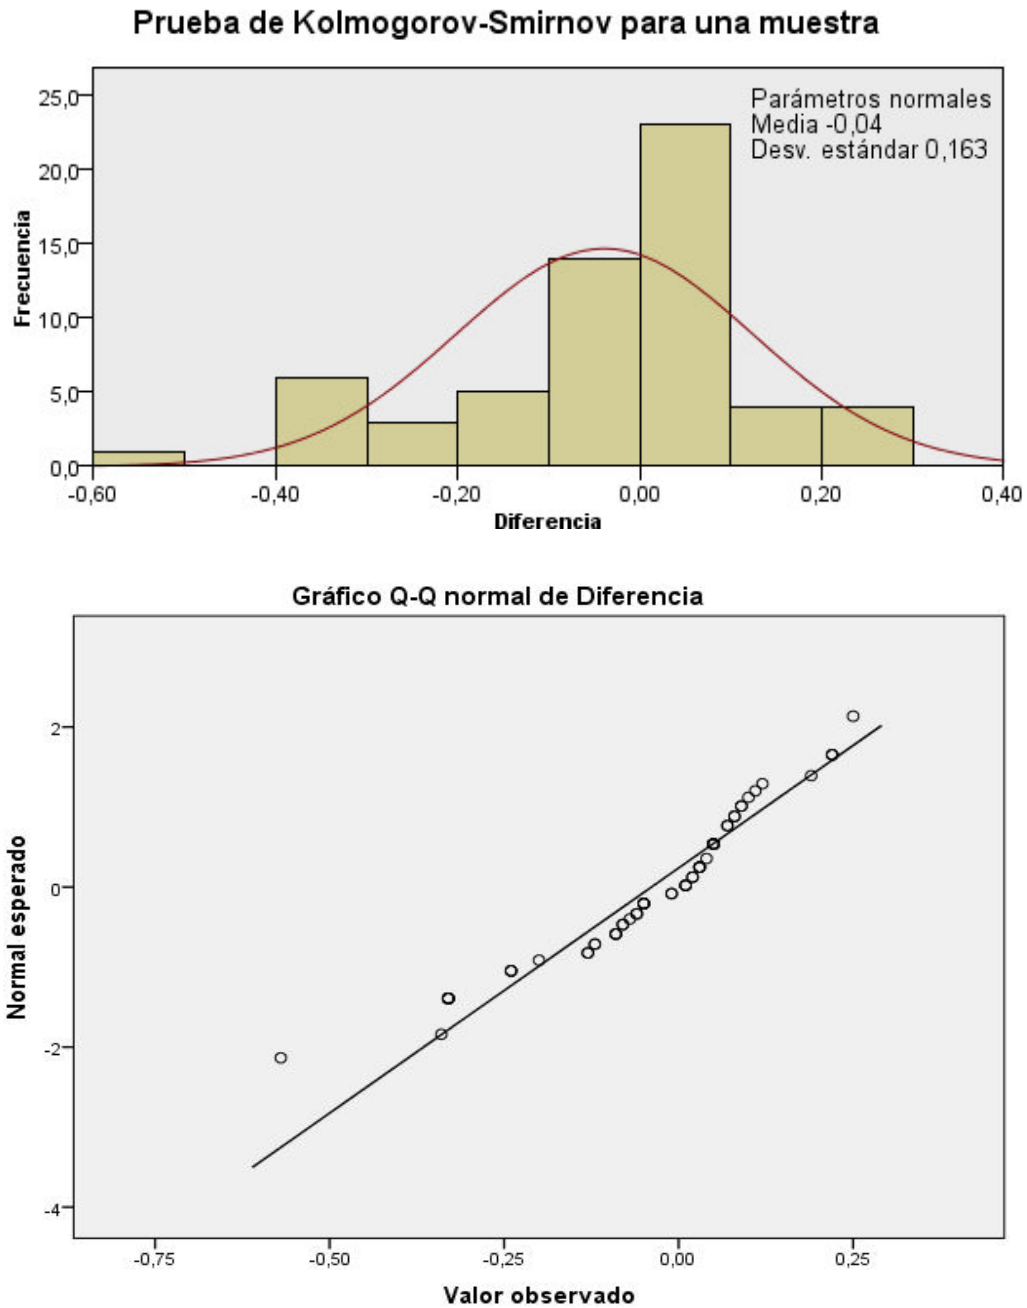 Prueba de Kolmogorov-Smirnov para una muestra
Parámetros normales
Media -0,04
Desv. estándar 0,163
25,0
20,0
15,0
10,0
5,0
0,0
Frecuencia
-0,60
-0,40
-0,20
0,00
0,20
0,40
Diferencia
Gráfico Q-Q normal de Diferencia
2
0
-2
-4
Normal esperado
-0,75
-0,50
-0,25
0,00
0,25
Valor observado